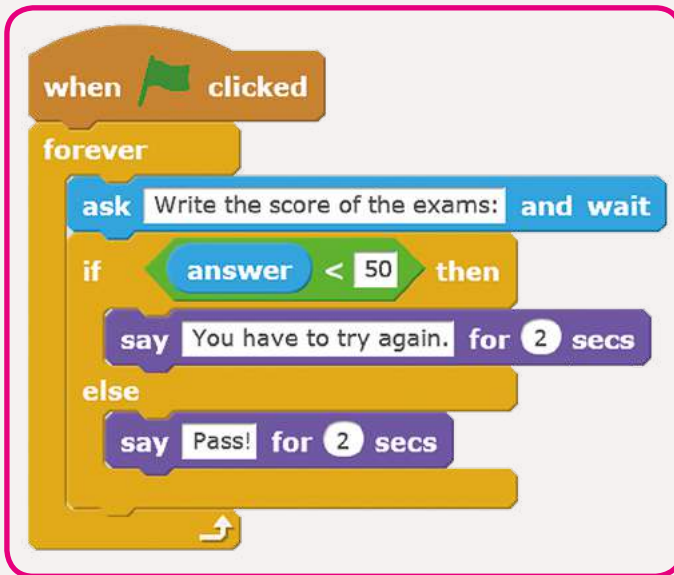 when clicked
forever
ask Write the score of the exams: and wait
if answer < 50 then
say You have to try again. for 2 secs
else
say Pass! for 2 secs